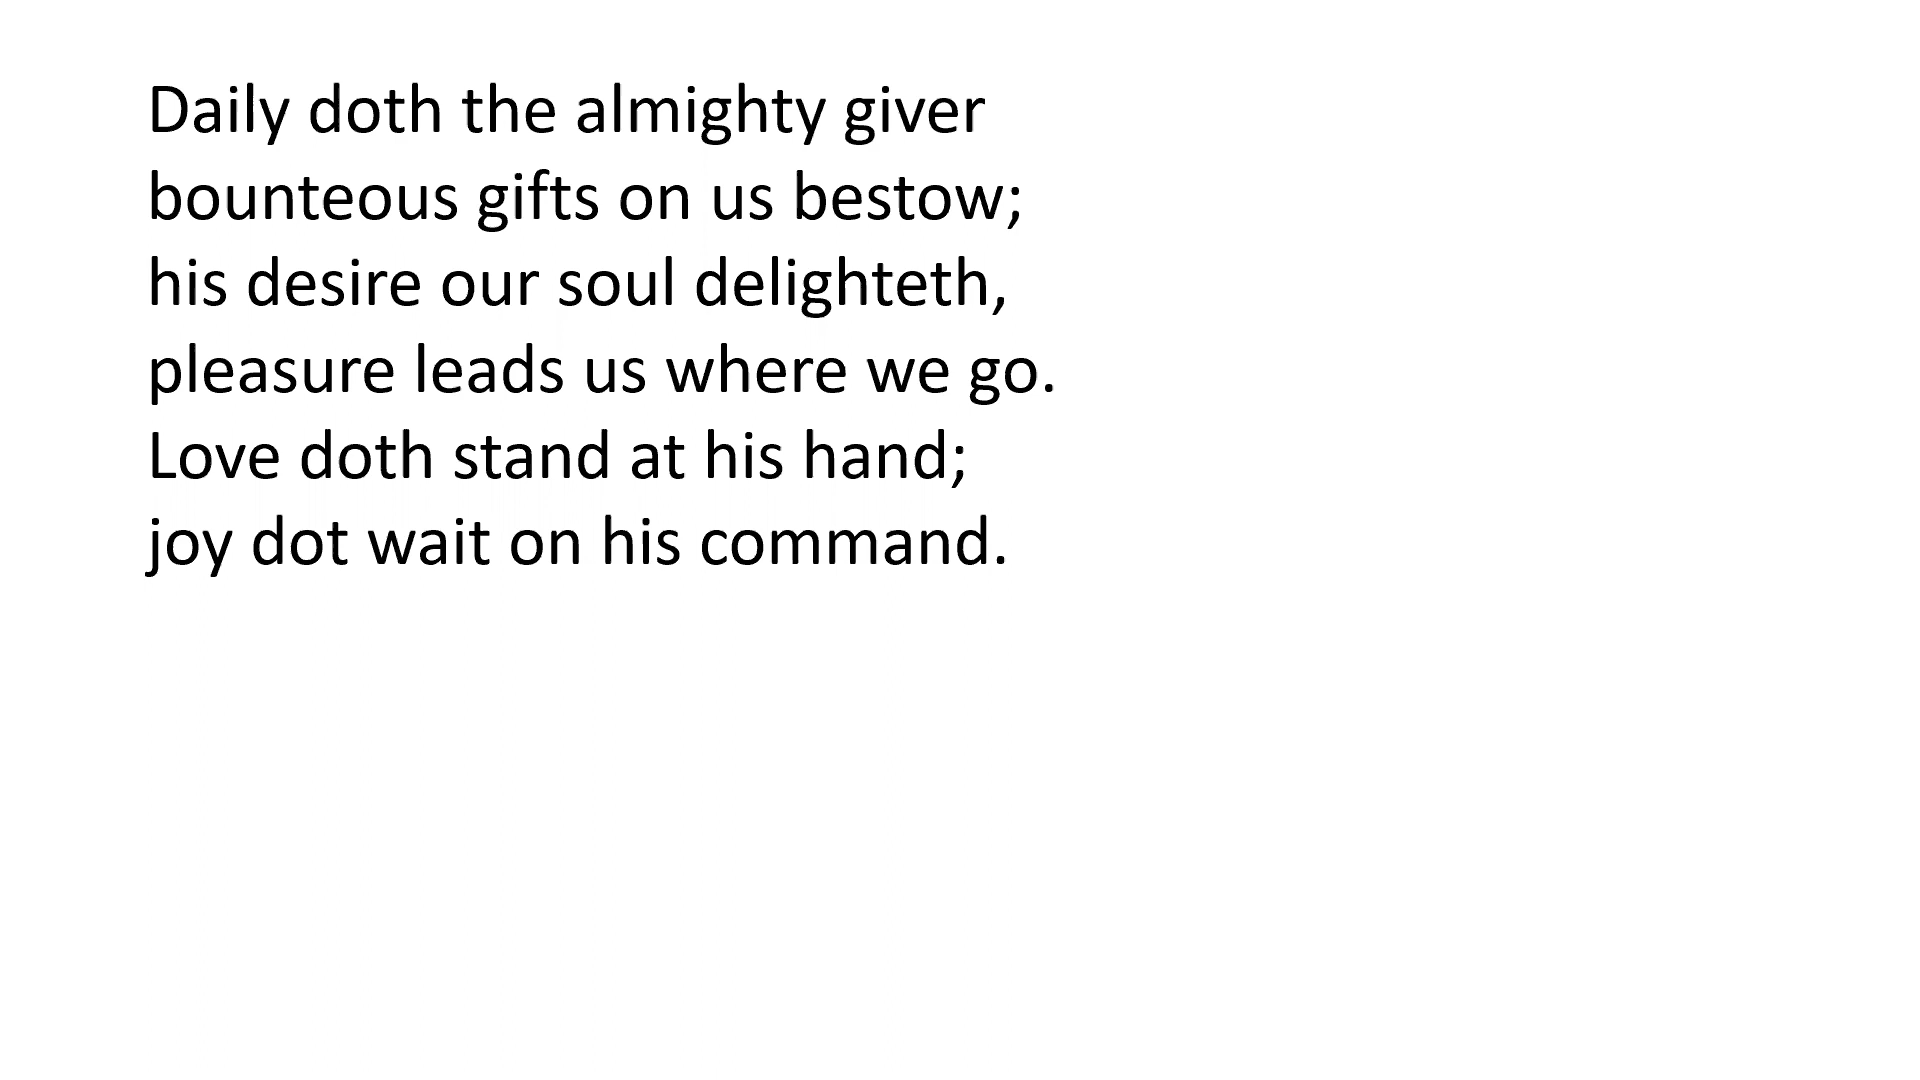 Daily doth the almighty giver
bounteous gifts on us bestow;
his desire our soul delighteth,
pleasure leads us where we go.
Love doth stand at his hand;
joy dot wait on his command.